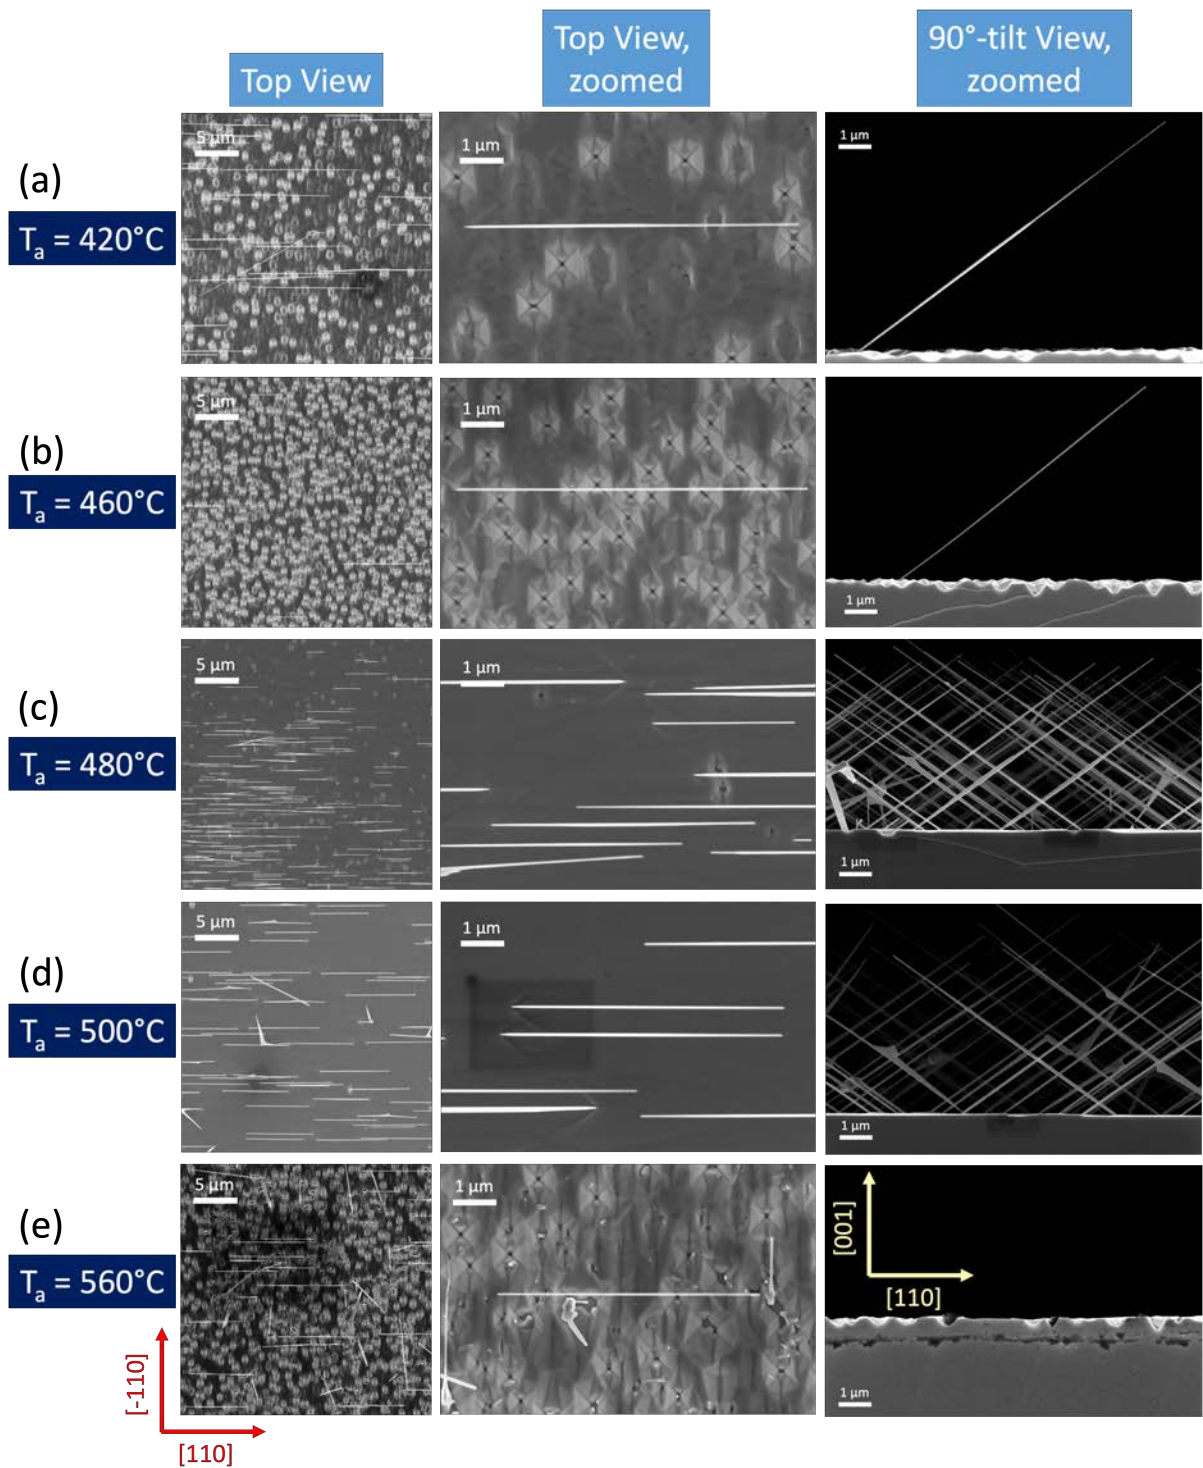 Top View
Top View,
zoomed
90°-tilt View,
zoomed
(a)
Tₐ = 420°C
5 µm
1 µm
1 µm
(b)
Tₐ = 460°C
5 µm
1 µm
1 µm
(c)
Tₐ = 480°C
5 µm
1 µm
1 µm
(d)
Tₐ = 500°C
5 µm
1 µm
1 µm
(e)
Tₐ = 560°C
5 µm
1 µm
[001]
[110]
1 µm
[-110]
[110]